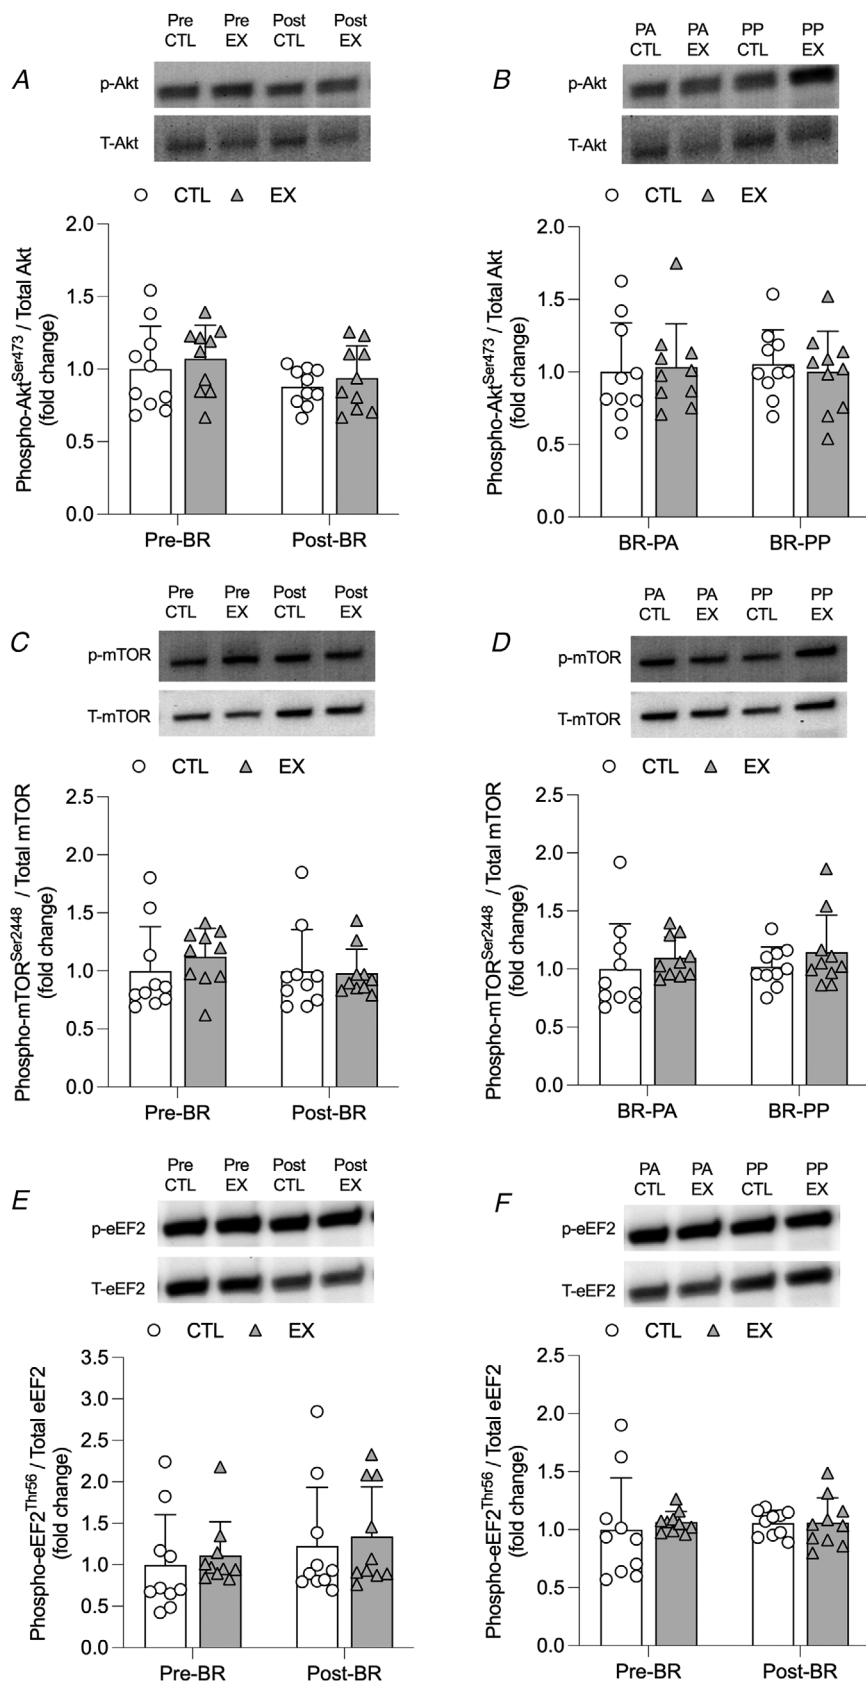 Pre Pre Post Post
CTL EX CTL EX
A
p-Akt
T-Akt
CTL EX
2.0
1.5
1.0
0.5
0.0
Phospho-AktSer473 / Total Akt
(fold change)
Pre-BR Post-BR
PA PA PP PP
CTL EX CTL EX
B
p-Akt
T-Akt
CTL EX
2.0
1.5
1.0
0.5
0.0
Phospho-AktSer473 / Total Akt
(fold change)
BR-PA BR-PP
Pre Pre Post Post
CTL EX CTL EX
C
p-mTOR
T-mTOR
CTL EX
2.5
2.0
1.5
1.0
0.5
0.0
Phospho-mTORSer2448 / Total mTOR
(fold change)
Pre-BR Post-BR
PA PA PP PP
CTL EX CTL EX
D
p-mTOR
T-mTOR
CTL EX
2.5
2.0
1.5
1.0
0.5
0.0
Phospho-mTORSer2448 / Total mTOR
(fold change)
BR-PA BR-PP
Pre Pre Post Post
CTL EX CTL EX
E
p-eEF2
T-eEF2
CTL EX
3.5
3.0
2.5
2.0
1.5
1.0
0.5
0.0
Phospho-eEF2Thr56 / Total eEF2
(fold change)
Pre-BR Post-BR
PA PA PP PP
CTL EX CTL EX
F
p-eEF2
T-eEF2
CTL EX
2.5
2.0
1.5
1.0
0.5
0.0
Phospho-eEF2Thr56 / Total eEF2
(fold change)
Pre-BR Post-BR